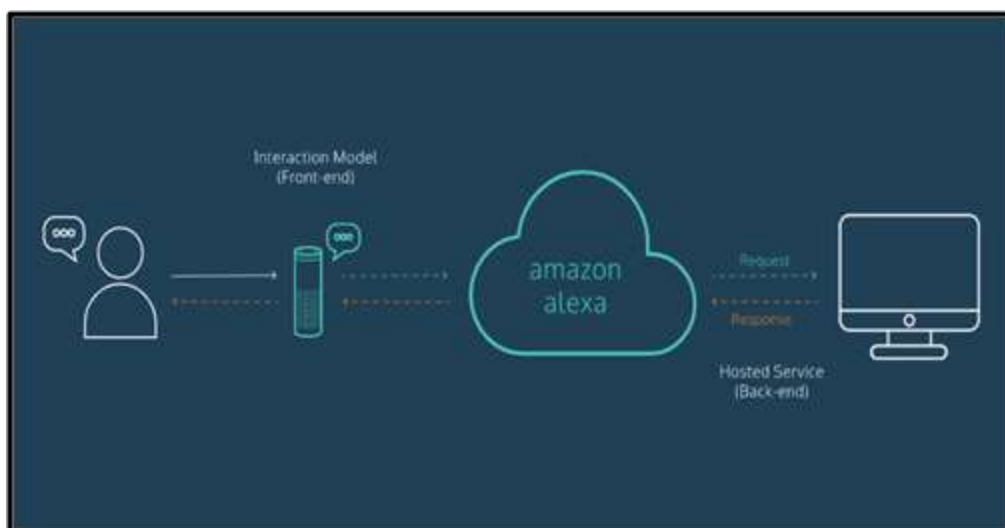 Interaction Model
(Front-end)
amazon
alexa
Request
Response
Hosted Service
(Back-end)